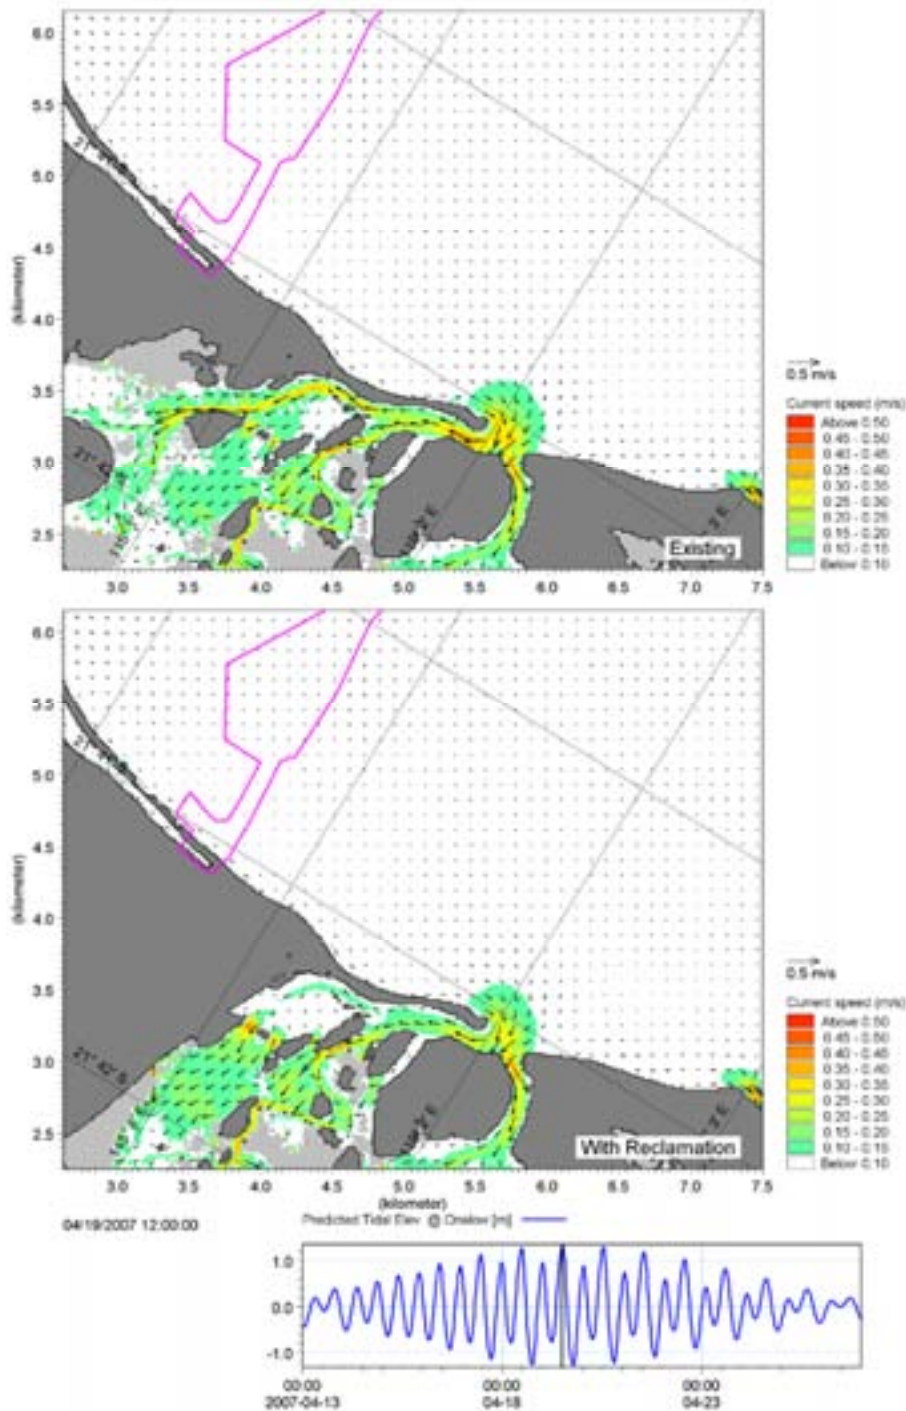 6.0
5.5
5.0
4.5
4.0
3.5
3.0
2.5
(kilometer)
3.0 3.5 4.0 4.5 5.0 5.5 6.0 6.5 7.0 7.5
Existing
0.5 m/s
Current speed (m/s)
Above 0.50
0.45 - 0.50
0.40 - 0.45
0.35 - 0.40
0.30 - 0.35
0.25 - 0.30
0.20 - 0.25
0.15 - 0.20
0.10 - 0.15
Below 0.10
6.0
5.5
5.0
4.5
4.0
3.5
3.0
2.5
(kilometer)
21° 42' S
3.0 3.5 4.0 4.5 5.0 5.5 6.0 6.5 7.0 7.5
(kilometer)
With Reclamation
0.5 m/s
Current speed (m/s)
Above 0.50
0.45 - 0.50
0.40 - 0.45
0.35 - 0.40
0.30 - 0.35
0.25 - 0.30
0.20 - 0.25
0.15 - 0.20
0.10 - 0.15
Below 0.10
04/19/2007 12:00:00
Predicted Tidal Elev. @ Onslow [m]
1.0
0.0
-1.0
00:00 00:00 00:00
2007-04-13 04-18 04-23